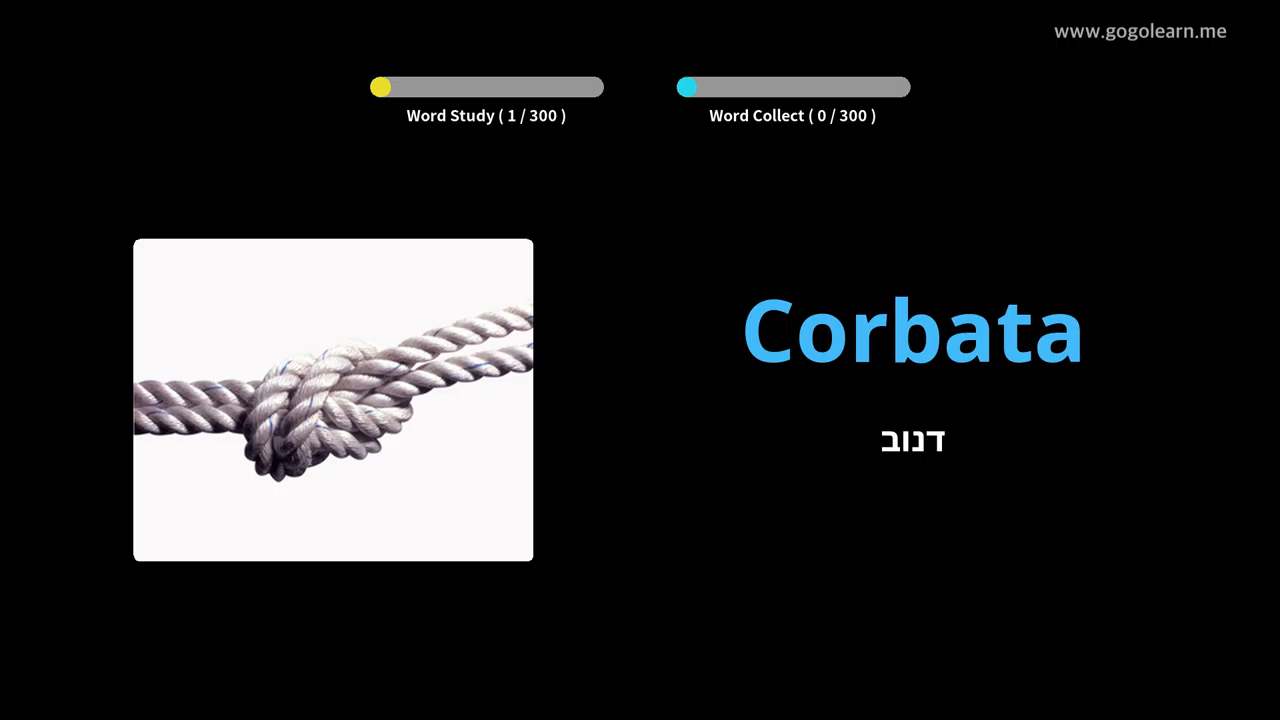 www.gogolearn.me
Word Study ( 1 / 300 )
Word Collect ( 0 / 300 )
Corbata
דנוב